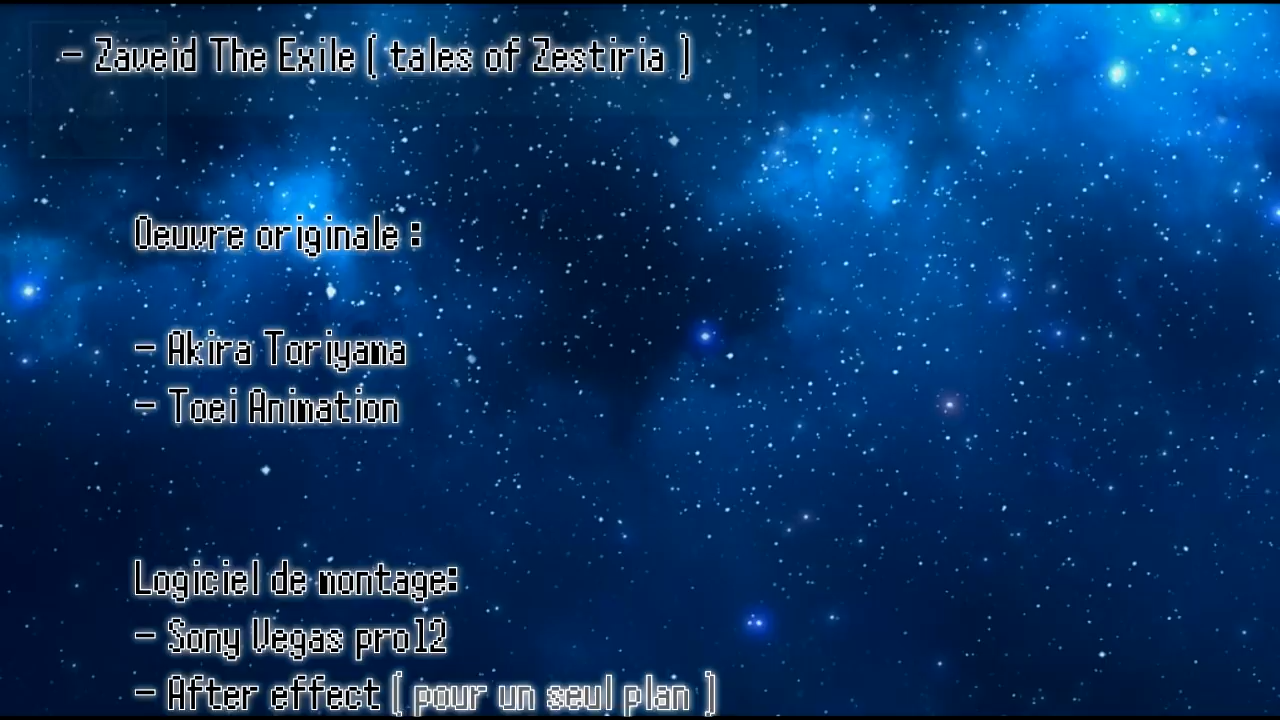 - Zaveid The Exile ( tales of Zestiria )
Oeuvre originale :
- Akira Toriyama
- Toei Animation
Logiciel de montage:
- Sony Vegas pro12
- After effect ( pour un seul plan )